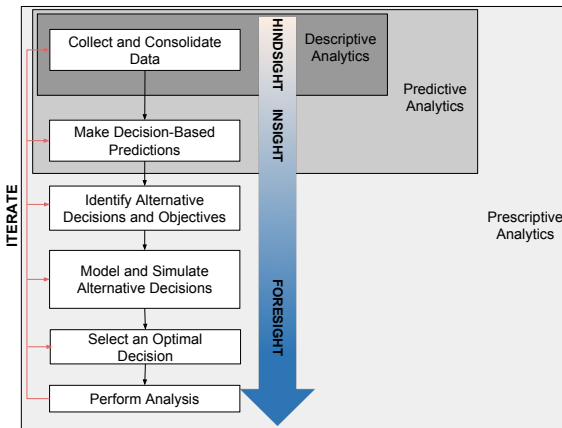 Collect and Consolidate
Data
Descriptive
Analytics
HINDSIGHT
Predictive
Analytics
Make Decision-Based
Predictions
INSIGHT
Identify Alternative
Decisions and Objectives
Prescriptive
Analytics
ITERATE
Model and Simulate
Alternative Decisions
FORESIGHT
Select an Optimal
Decision
Perform Analysis